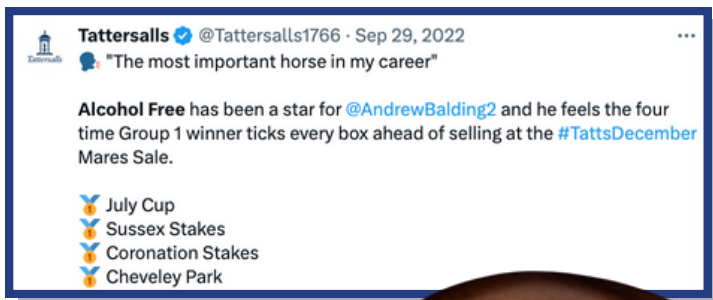 Tattersalls @Tattersalls1766 · Sep 29, 2022
"The most important horse in my career"
Alcohol Free has been a star for @AndrewBalding2 and he feels the four
time Group 1 winner ticks every box ahead of selling at the #TattsDecember
Mares Sale.
July Cup
Sussex Stakes
Coronation Stakes
Cheveley Park
Tattersalls